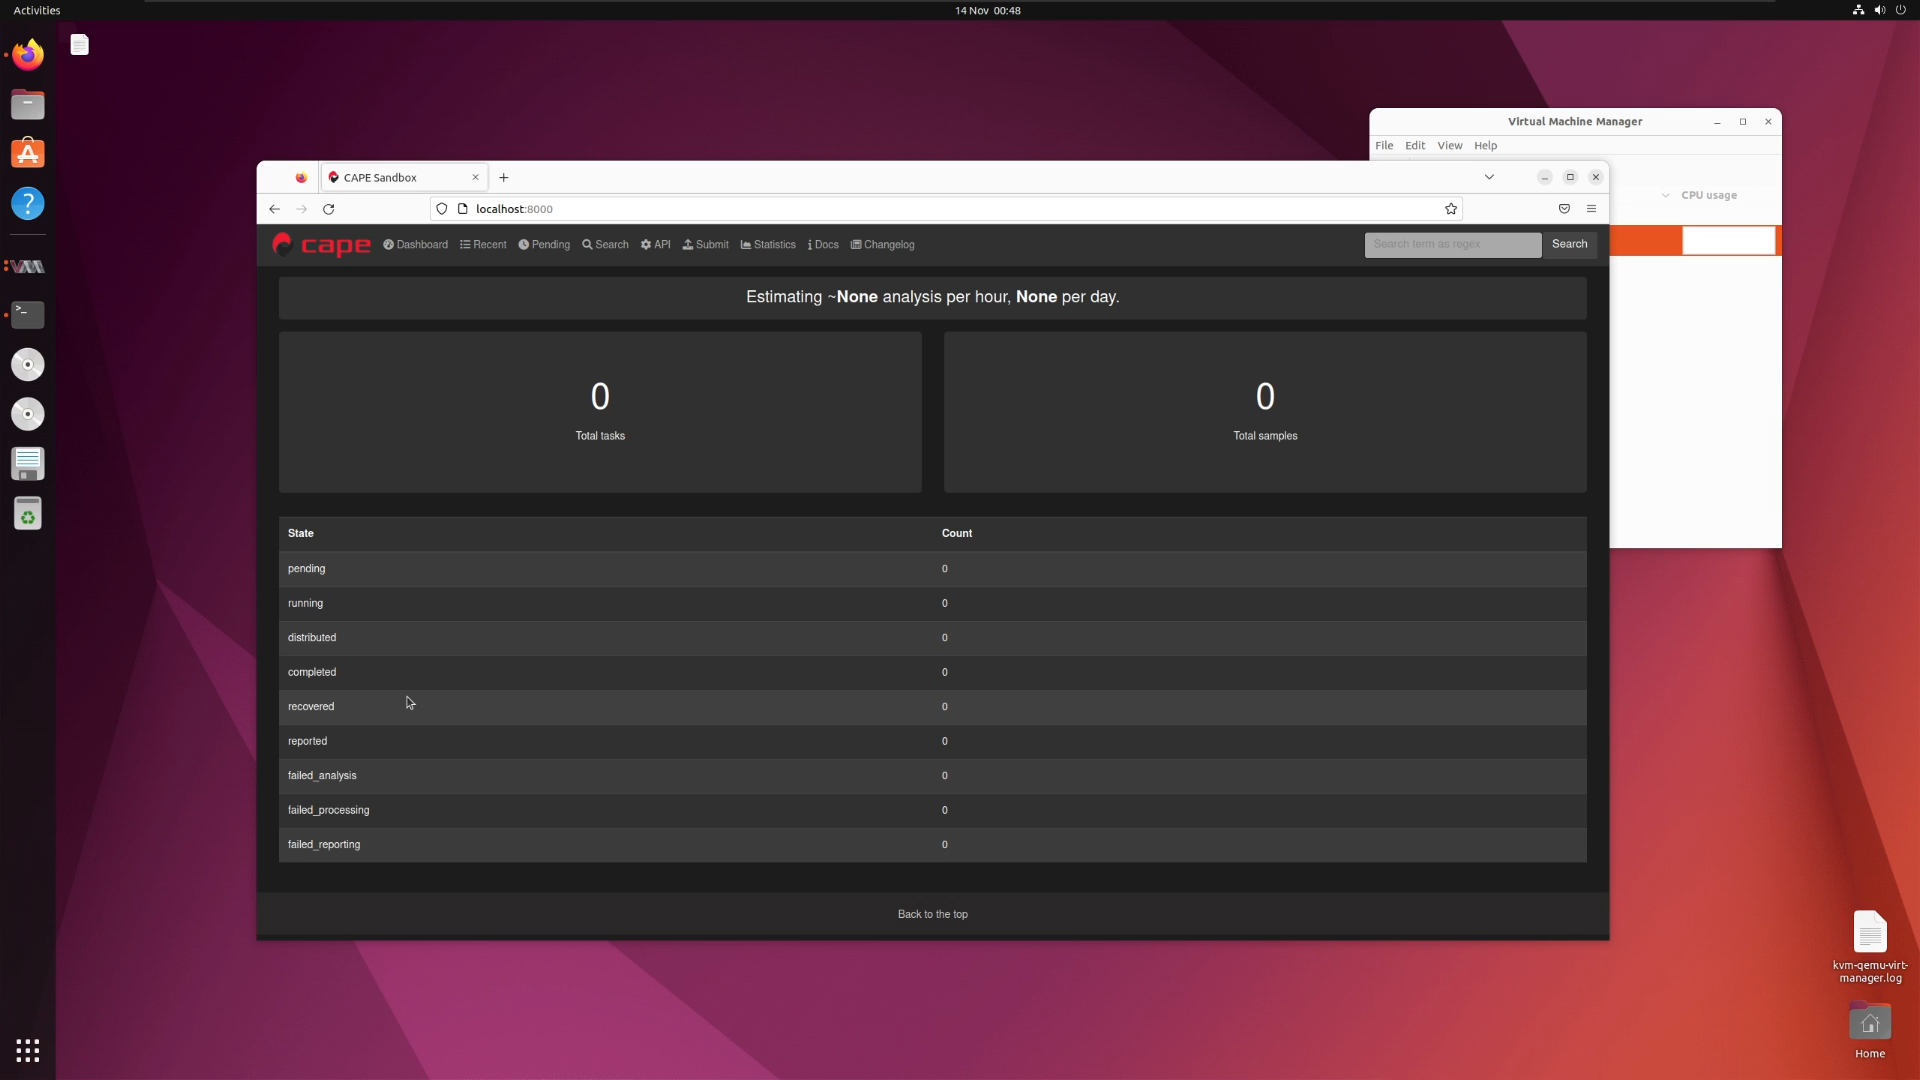 Activities
14 Nov 00:48
Virtual Machine Manager
File Edit View Help
CPU usage
CAPE Sandbox
localhost:8000
cape
Dashboard Recent Pending Search API Submit Statistics Docs Changelog
Search term as regex
Search
Estimating ~None analysis per hour, None per day.
0
Total tasks
0
Total samples
State Count
pending 0
running 0
distributed 0
completed 0
recovered 0
reported 0
failed_analysis 0
failed_processing 0
failed_reporting 0
Back to the top
kvm-qemu-virt-
manager.log
Home